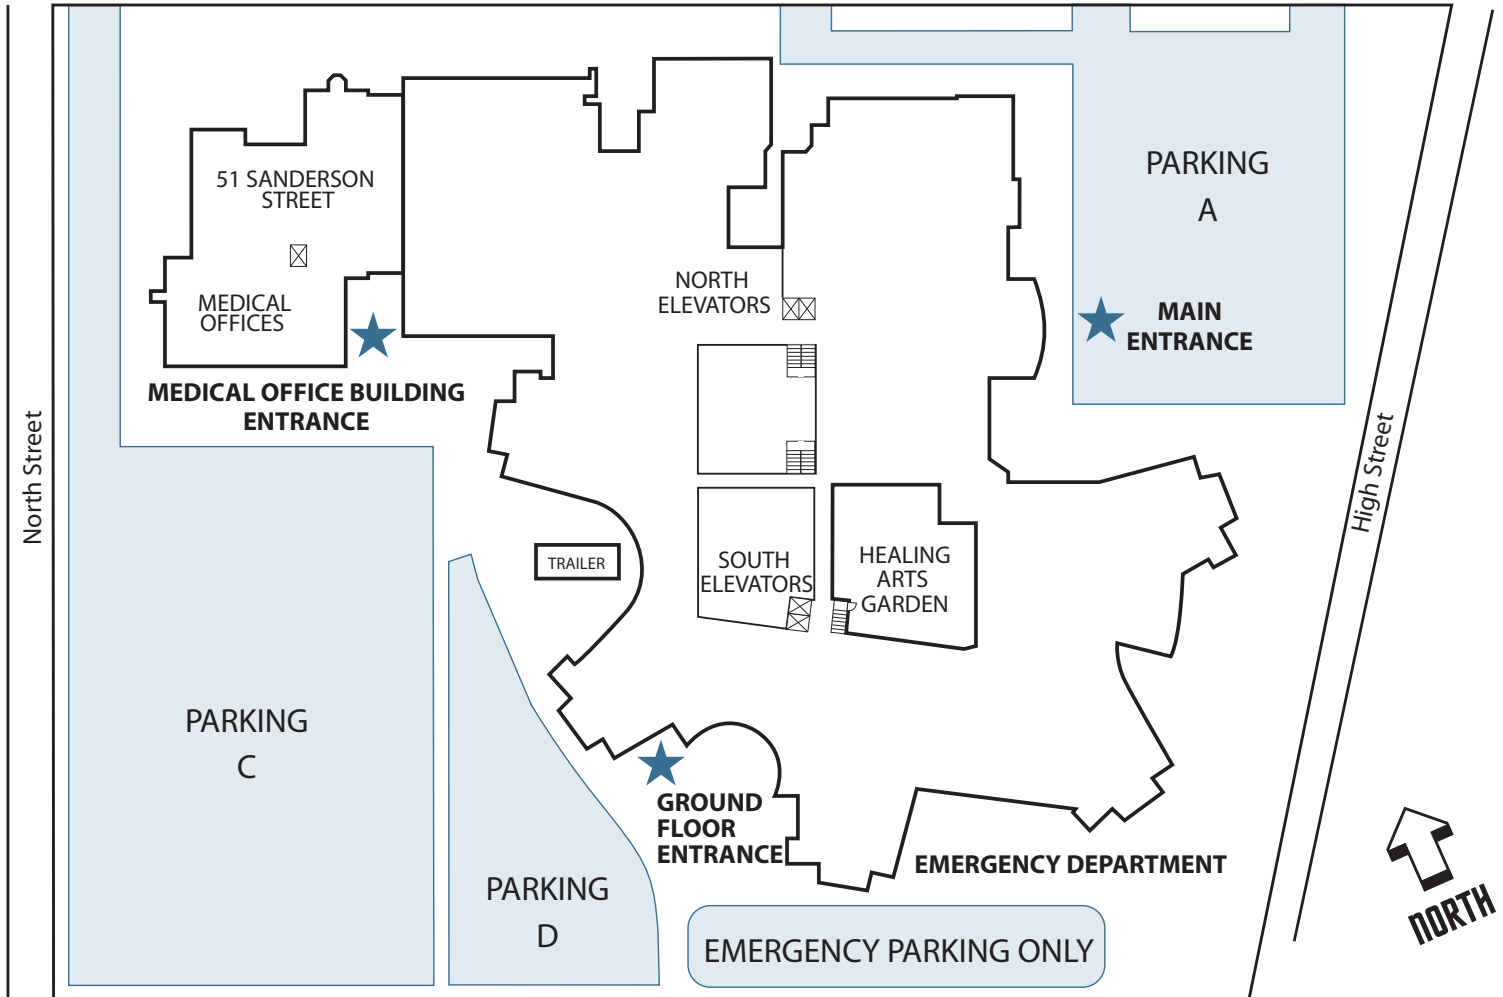 PARKING
A
51 SANDERSON
STREET
MEDICAL
OFFICES
NORTH
ELEVATORS
MAIN
ENTRANCE
MEDICAL OFFICE BUILDING
ENTRANCE
North Street
High Street
TRAILER
SOUTH
ELEVATORS
HEALING
ARTS
GARDEN
PARKING
C
GROUND
FLOOR
ENTRANCE
EMERGENCY DEPARTMENT
PARKING
D
EMERGENCY PARKING ONLY
NORTH